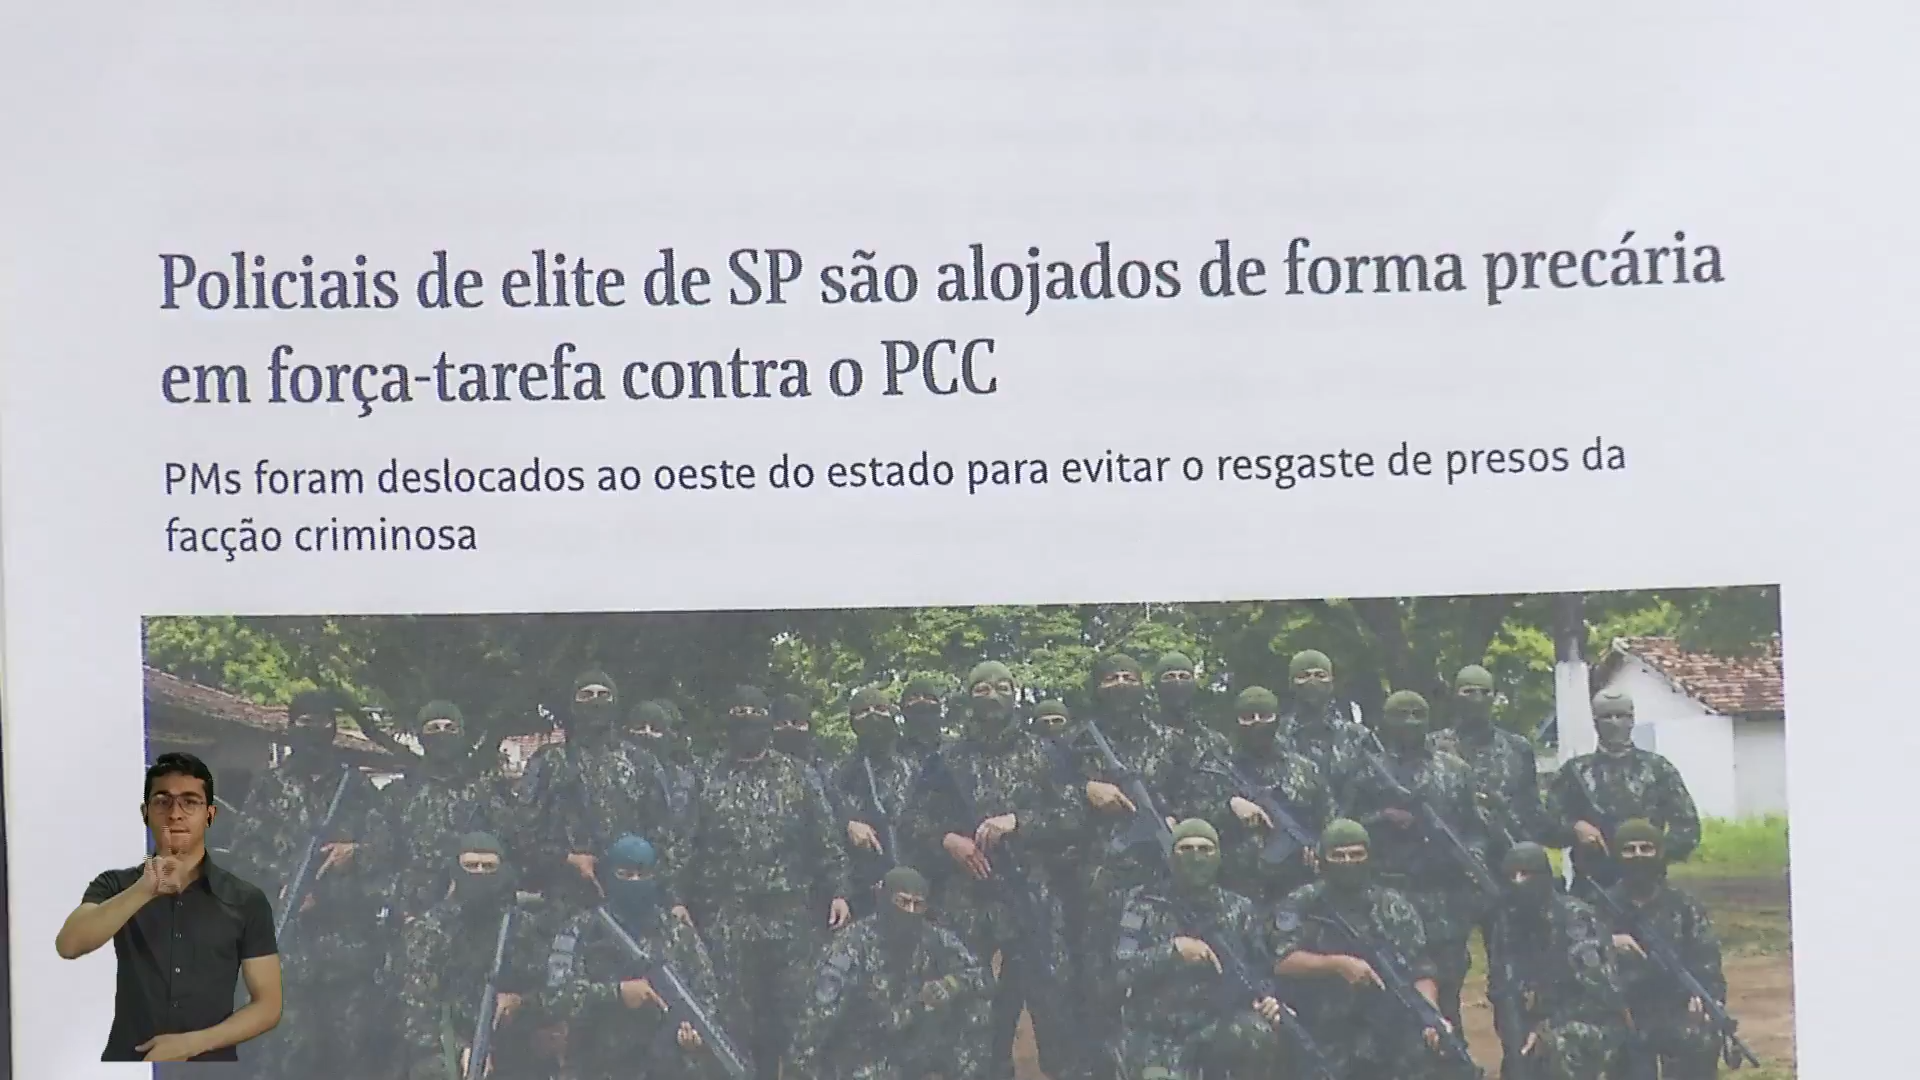 Policiais de elite de SP são alojados de forma precária
em força-tarefa contra o PCC
PMs foram deslocados ao oeste do estado para evitar o resgaste de presos da
facção criminosa